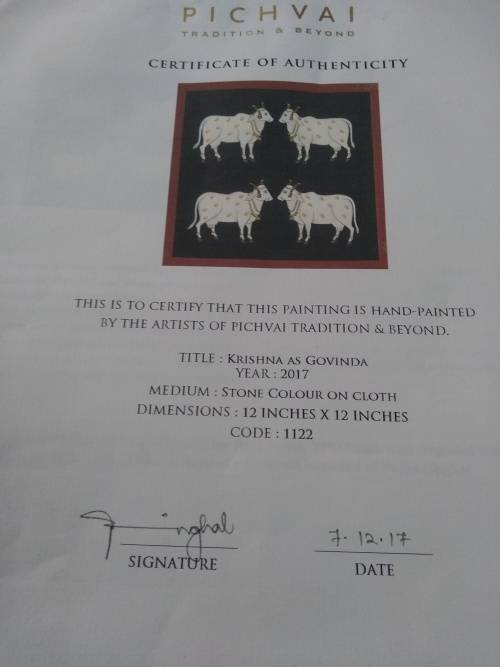 PICHVAI
TRADITION & BEYOND
CERTIFICATE OF AUTHENTICITY
THIS IS TO CERTIFY THAT THIS PAINTING IS HAND-PAINTED
BY THE ARTISTS OF PICHVAI TRADITION & BEYOND.
TITLE : KRISHNA AS GOVINDA
YEAR : 2017
MEDIUM : STONE COLOUR ON CLOTH
DIMENSIONS : 12 INCHES X 12 INCHES
CODE : 1122
7.12.17
SIGNATURE
DATE